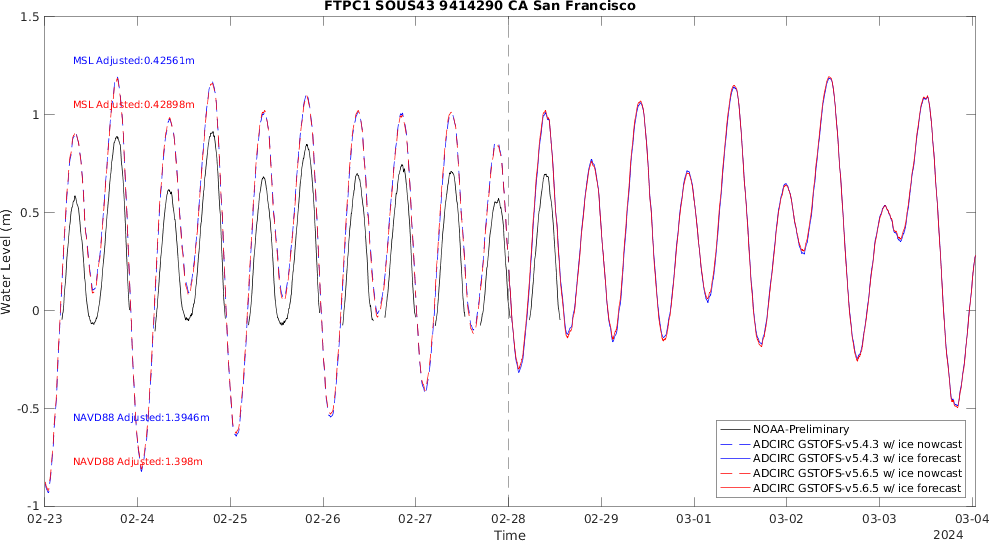 FTPC1 SOUS43 9414290 CA San Francisco
1.5
MSL Adjusted:0.42561m
MSL Adjusted:0.42898m
1
0.5
Water Level (m)
0
-0.5
NAVD88 Adjusted:1.3946m
NAVD88 Adjusted:1.398m
-1
NOAA-Preliminary
ADCIRC GSTOFS-v5.4.3 w/ ice nowcast
ADCIRC GSTOFS-v5.4.3 w/ ice forecast
ADCIRC GSTOFS-v5.6.5 w/ ice nowcast
ADCIRC GSTOFS-v5.6.5 w/ ice forecast
02-23 02-24 02-25 02-26 02-27 02-28 02-29 03-01 03-02 03-03 03-04
Time
2024